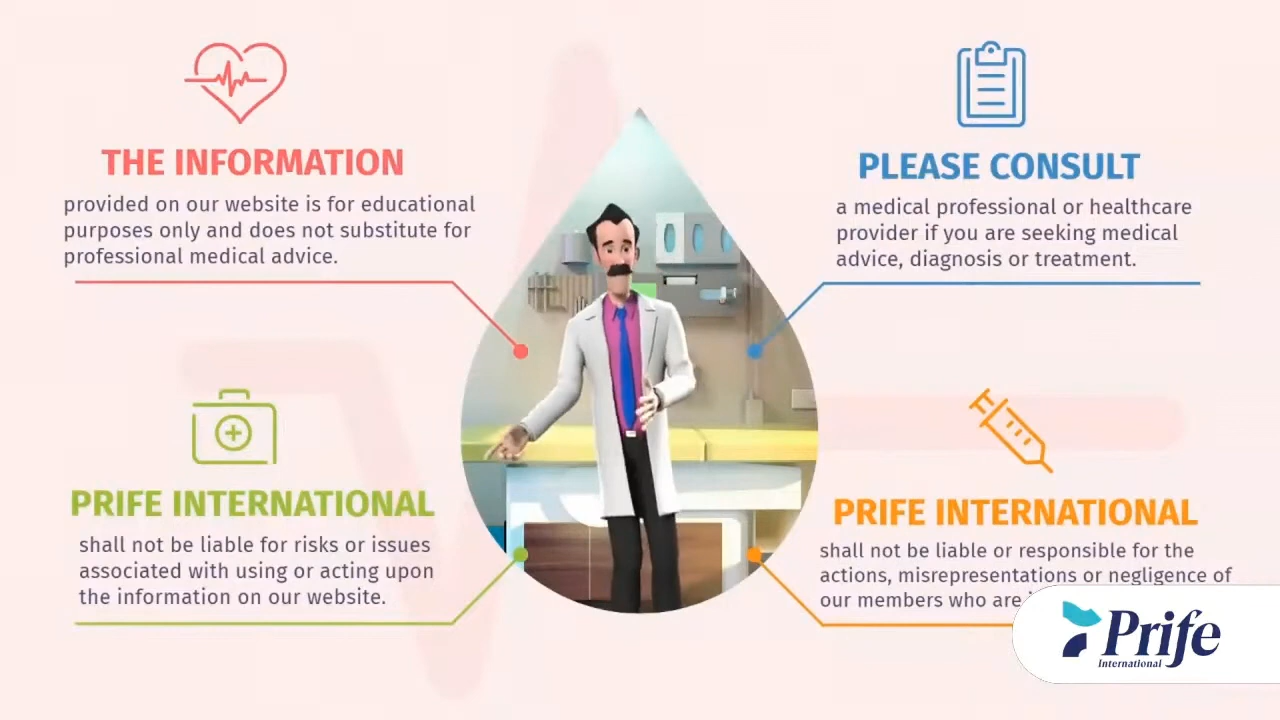 THE INFORMATION
provided on our website is for educational
purposes only and does not substitute for
professional medical advice.
PLEASE CONSULT
a medical professional or healthcare
provider if you are seeking medical
advice, diagnosis or treatment.
PRIFE INTERNATIONAL
shall not be liable for risks or issues
associated with using or acting upon
the information on our website.
PRIFE INTERNATIONAL
shall not be liable or responsible for the
actions, misrepresentations or negligence of
our members who are
Prife
International